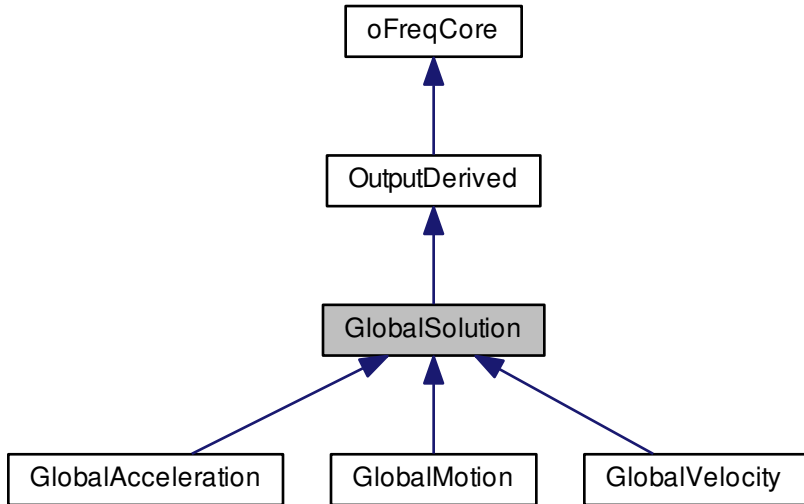 oFreqCore
OutputDerived
GlobalSolution
GlobalAcceleration
GlobalMotion
GlobalVelocity